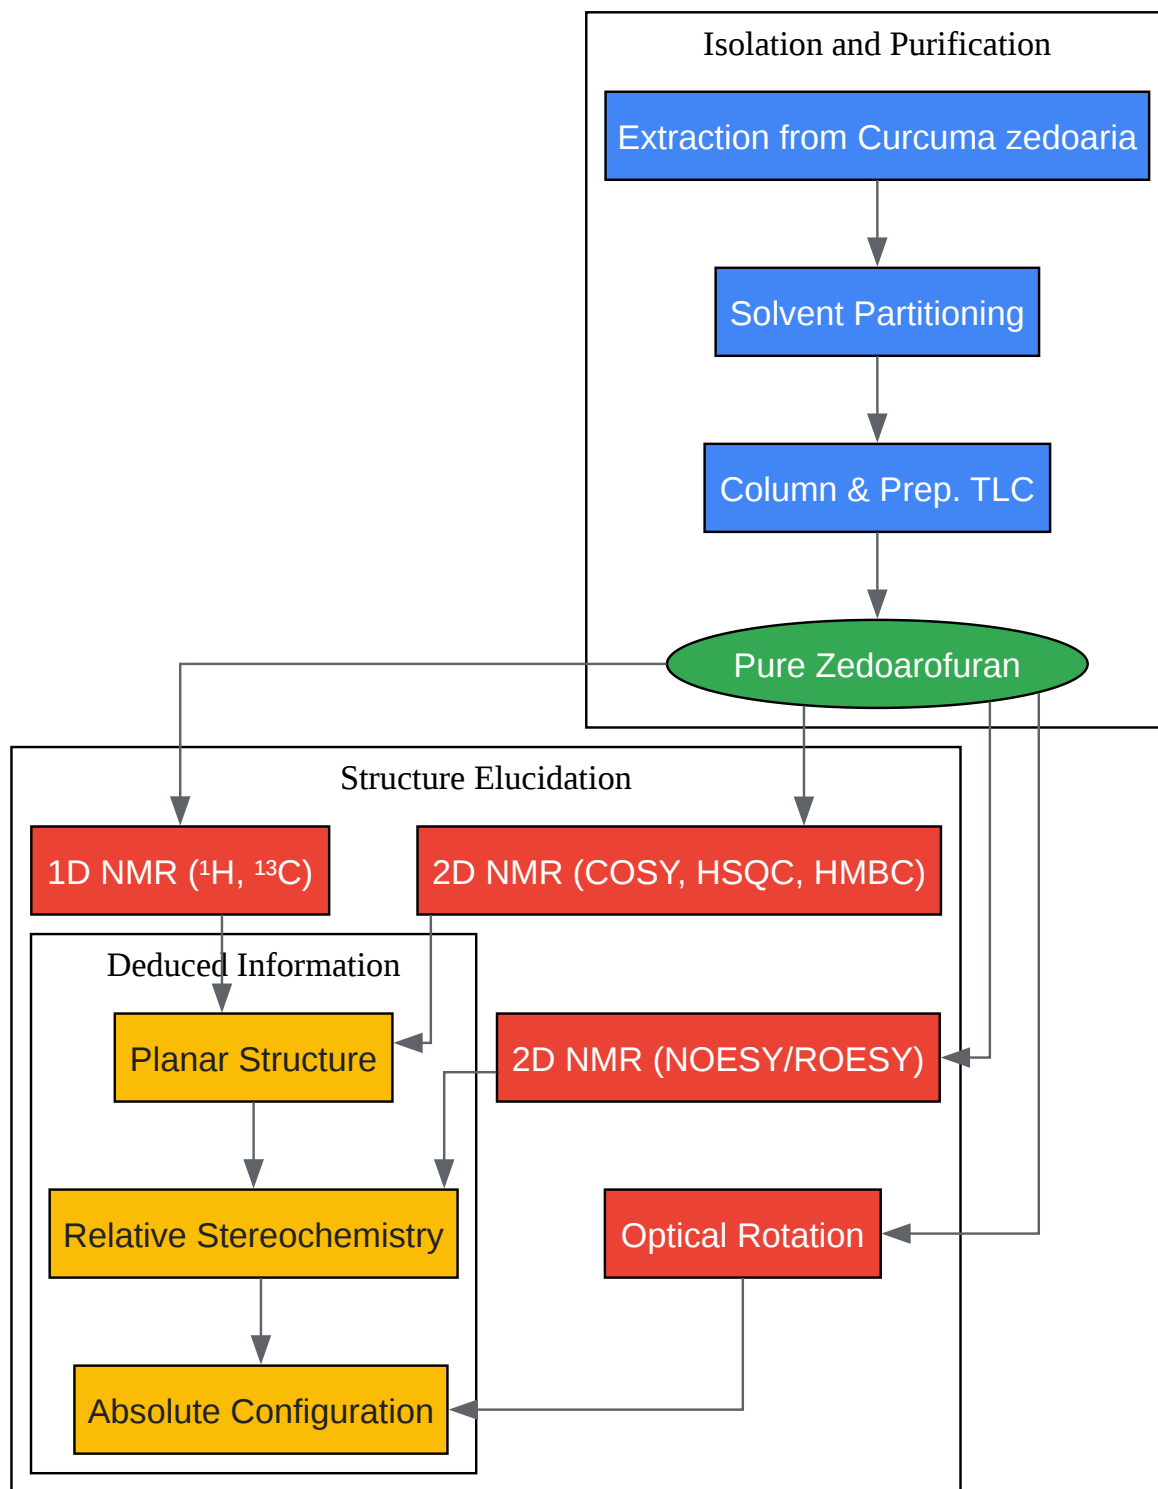 Isolation and Purification
Extraction from Curcuma zedoaria
Solvent Partitioning
Column & Prep. TLC
Pure Zedoarofuran
Structure Elucidation
1D NMR (¹H, ¹³C)
2D NMR (COSY, HSQC, HMBC)
Deduced Information
Planar Structure
2D NMR (NOESY/ROESY)
Relative Stereochemistry
Optical Rotation
Absolute Configuration